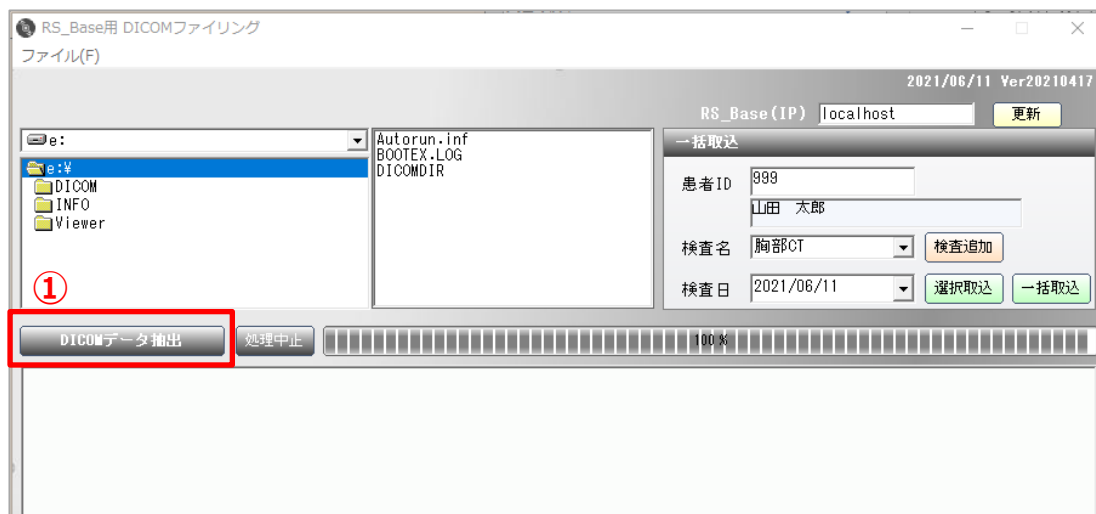 RS_Base用 DICOMファイリング
ファイル(F)
2021/06/11 Ver20210417
RS_Base(IP) localhost 更新
e:
e:¥
DICOM
INFO
Viewer
Autorun.inf
BOOTEX.LOG
DICOMDIR
一括取込
患者ID 999
山田 太郎
検査名 胸部CT 検査追加
検査日 2021/06/11 選択取込 一括取込
①
DICOMデータ抽出 処理中止 100 %